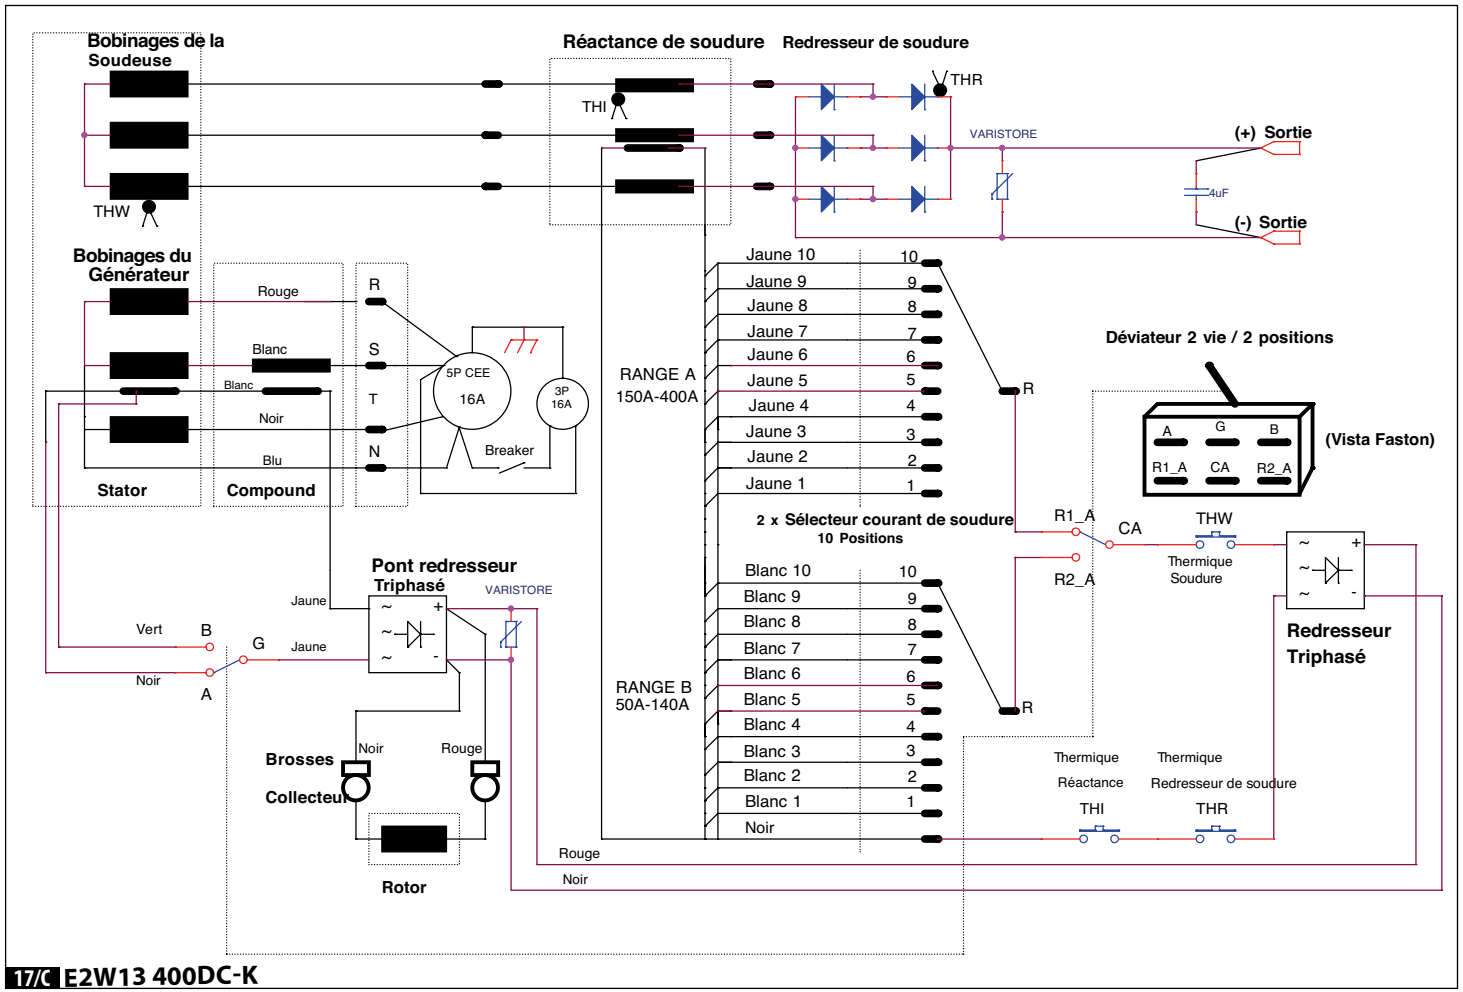 Bobinages de la
Soudeuse
Réactance de soudure
Redresseur de soudure
THI
THR
VARISTORE
(+) Sortie
4uF
(-) Sortie
THW
Bobinages du
Générateur
Rouge
R
Blanc
S
Blanc
T
Noir
N
Blu
5P CEE
16A
3P
16A
Breaker
Stator
Compound
RANGE A
150A-400A
Jaune 10
10
Jaune 9
9
Jaune 8
8
Jaune 7
7
Jaune 6
6
Jaune 5
5
Jaune 4
4
Jaune 3
3
Jaune 2
2
Jaune 1
1
R
Déviateur 2 vie / 2 positions
A
G
B
R1_A
CA
R2_A
(Vista Faston)
2 x Sélecteur courant de soudure
10 Positions
R1_A
CA
R2_A
THW
Thermique
Soudure
~
~
~
+
-
Redresseur
Triphasé
Pont redresseur
Triphasé
VARISTORE
Jaune
~
~
~
+
-
Vert
B
G
Jaune
Noir
A
RANGE B
50A-140A
Blanc 10
10
Blanc 9
9
Blanc 8
8
Blanc 7
7
Blanc 6
6
Blanc 5
5
Blanc 4
4
Blanc 3
3
Blanc 2
2
Blanc 1
1
Noir
R
Noir
Rouge
Brosses
Collecteur
Rotor
Thermique
Réactance
THI
Thermique
Redresseur de soudure
THR
Rouge
Noir
17/C E2W13 400DC-K